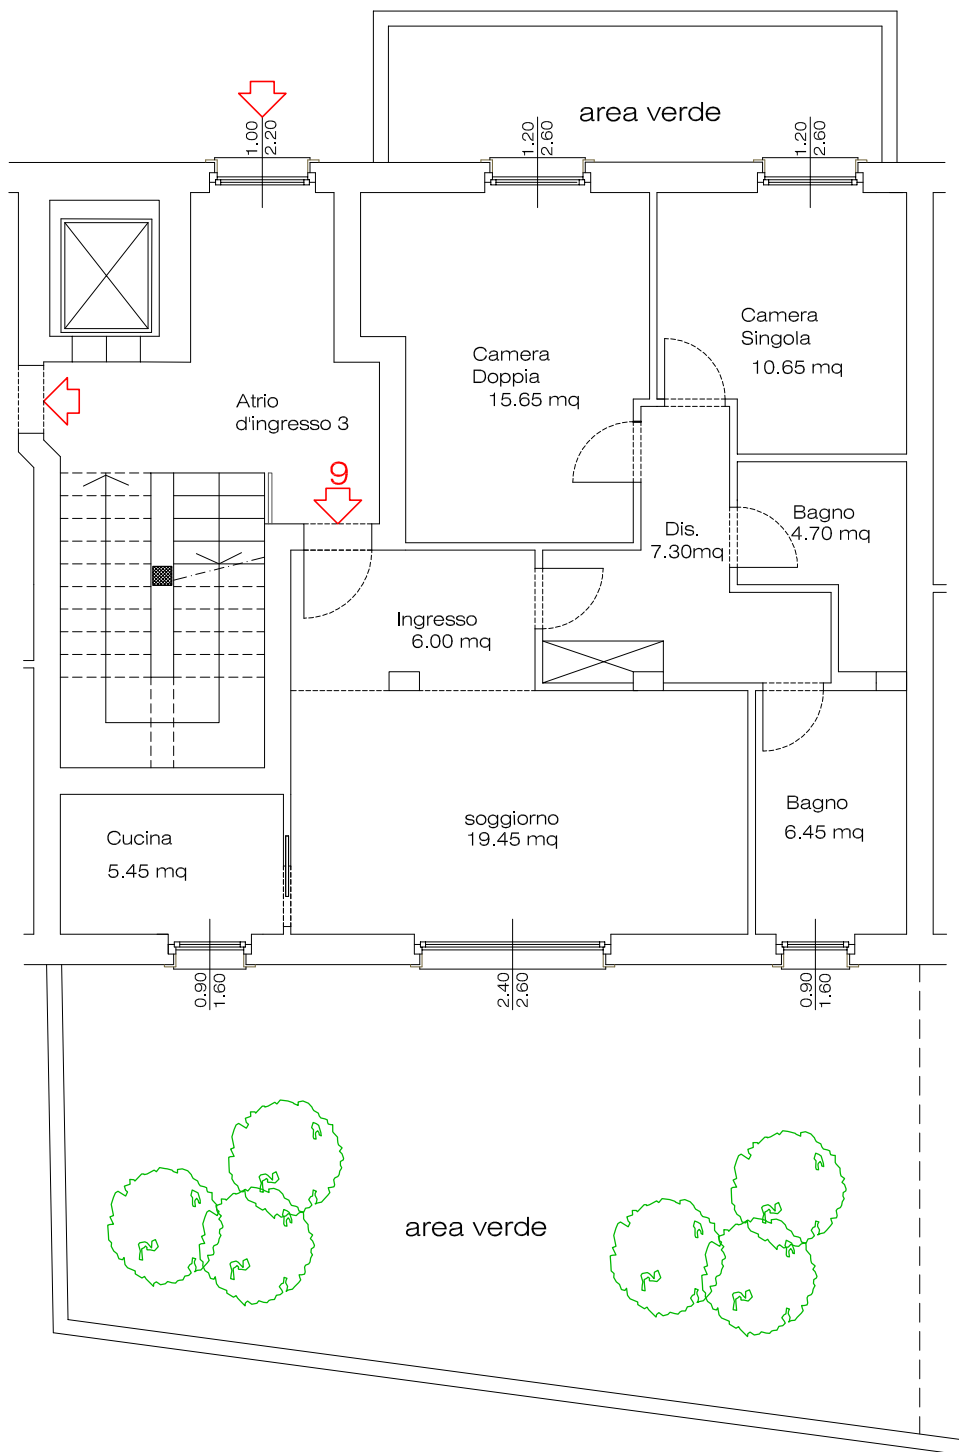 area verde
1.00
2.20
1.20
2.60
1.20
2.60
Camera
Singola
10.65 mq
Camera
Doppia
15.65 mq
Atrio
d'ingresso 3
9
Bagno
4.70 mq
Dis.
7.30mq
Ingresso
6.00 mq
soggiorno
19.45 mq
Bagno
6.45 mq
Cucina
5.45 mq
0.90
1.60
2.40
2.60
0.90
1.60
area verde